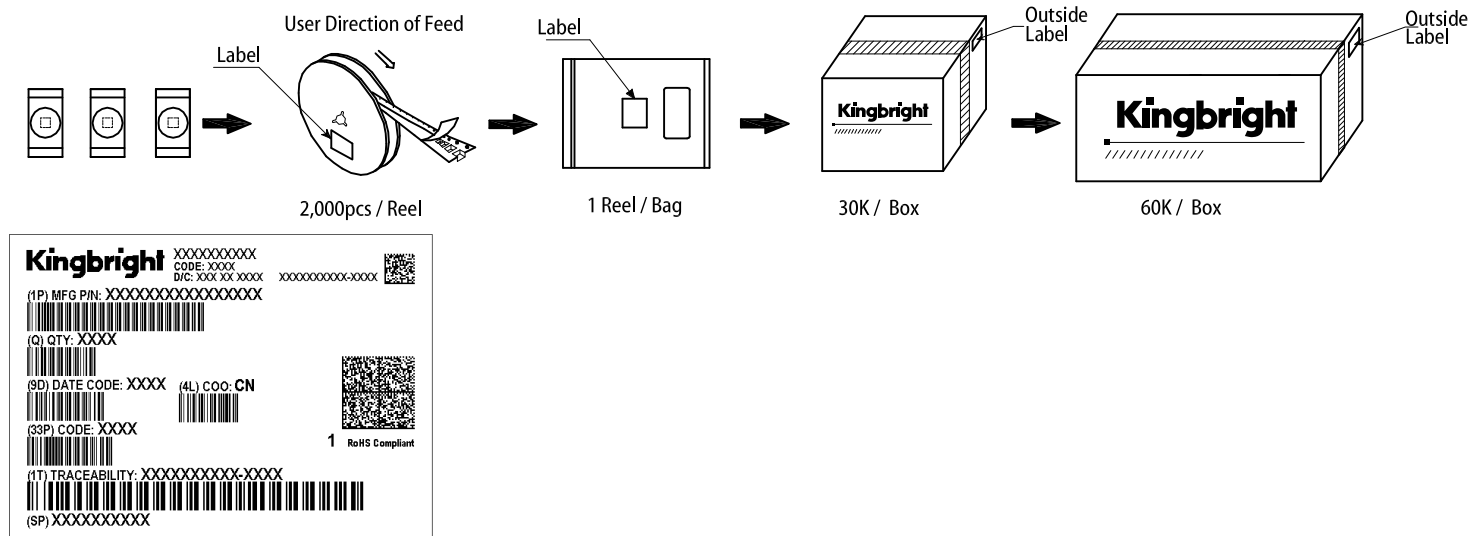 User Direction of Feed
Label
Label
Outside
Label
Outside
Label
Kingbright
Kingbright
2,000pcs / Reel
1 Reel / Bag
30K / Box
60K / Box
Kingbright
XXXXXXXXXX
CODE: XXXX
D/C: XXX XX XXXX
XXXXXXXXXX-XXXX
(1P) MFG P/N: XXXXXXXXXXXXXXXX
(Q) QTY: XXXX
(9D) DATE CODE: XXXX
(4L) COO: CN
(33P) CODE: XXXX
1
RoHS Compliant
(1T) TRACEABILITY: XXXXXXXXXX-XXXX
(SP) XXXXXXXXXX